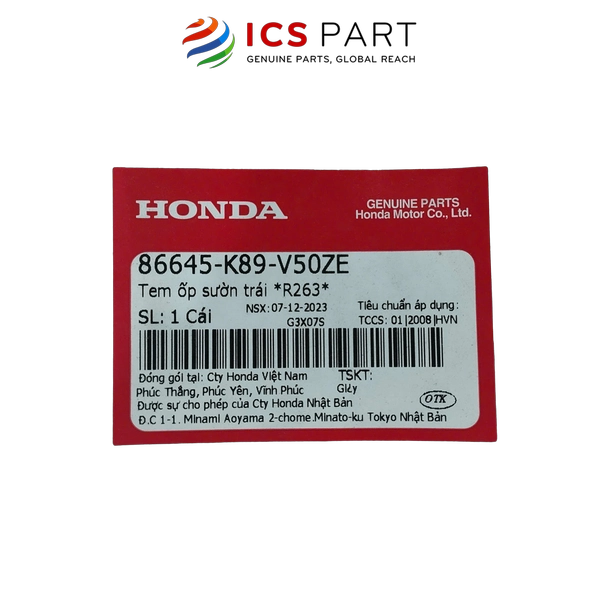 ICS PART
GENUINE PARTS, GLOBAL REACH
HONDA
GENUINE PARTS
Honda Motor Co., Ltd.
86645-K89-V50ZE
Tem ốp sườn trái *R263*
SL: 1 Cái
NSX: 07-12-2023
G3X07S
Tiêu chuẩn áp dụng:
TCCS: 01|2008|HVN
Đóng gói tại: Cty Honda Việt Nam
Phúc Thắng, Phúc Yên, Vĩnh Phúc
Được sự cho phép của Cty Honda Nhật Bản
Đ.C 1-1. Minami Aoyama 2-chome.Minato-ku Tokyo Nhật Bản
TSKT:
Giấy
OTK